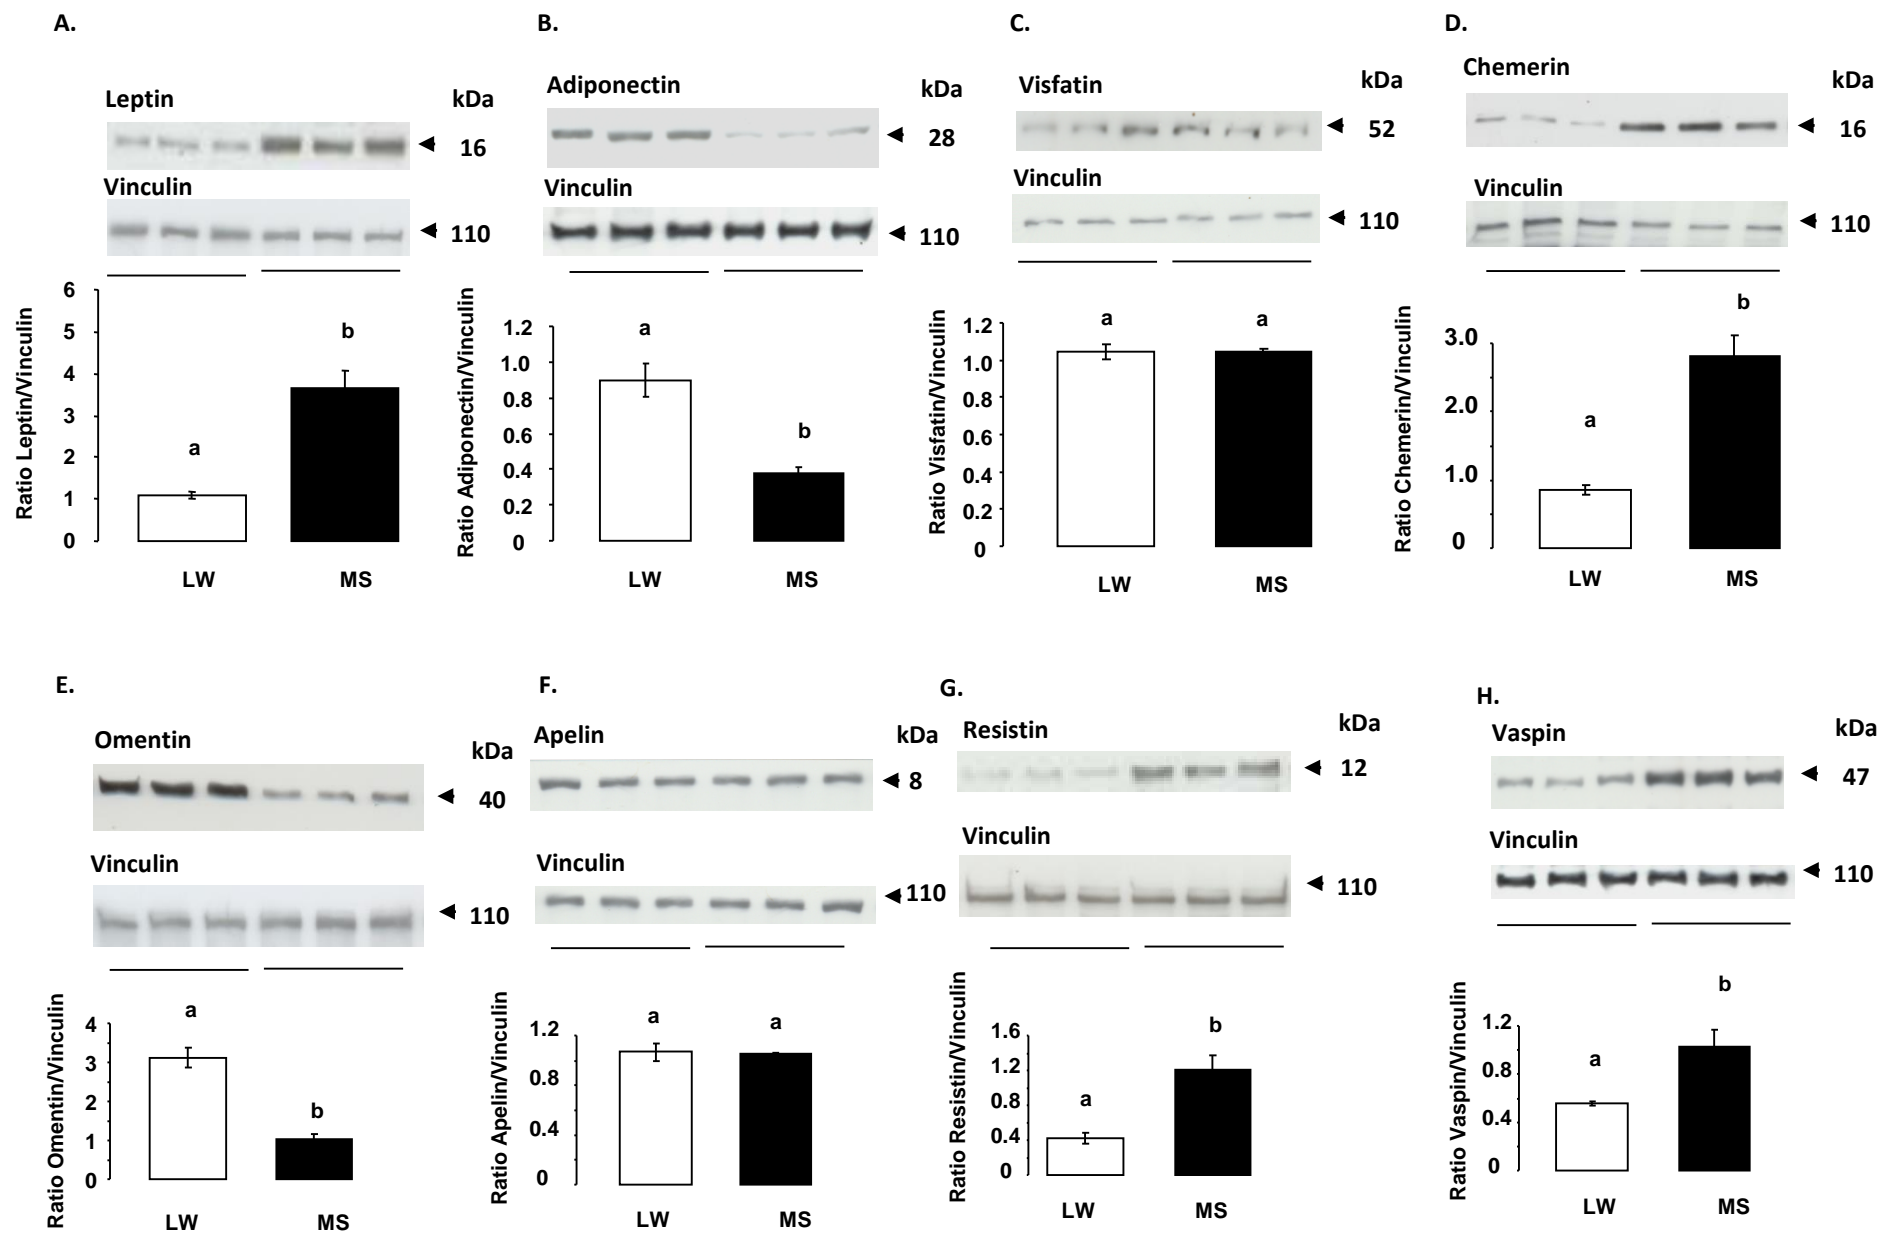 A.
Leptin
kDa
16
Vinculin
110
Ratio Leptin/Vinculin
6
5
4
3
2
1
0
a
b
LW
MS
B.
Adiponectin
kDa
28
Vinculin
110
Ratio Adiponectin/Vinculin
1.2
1.0
0.8
0.6
0.4
0.2
0
a
b
LW
MS
C.
Visfatin
kDa
52
Vinculin
110
Ratio Visfatin/Vinculin
1.2
1.0
0.8
0.6
0.4
0.2
0
a
a
LW
MS
D.
Chemerin
kDa
16
Vinculin
110
Ratio Chemerin/Vinculin
3.0
2.0
1.0
0
a
b
LW
MS
E.
Omentin
kDa
40
Vinculin
110
Ratio Omentin/Vinculin
4
3
2
1
0
a
b
LW
MS
F.
Apelin
kDa
8
Vinculin
110
Ratio Apelin/Vinculin
1.2
0.8
0.4
0
a
a
LW
MS
G.
Resistin
kDa
12
Vinculin
110
Ratio Resistin/Vinculin
1.6
1.2
0.8
0.4
0
a
b
LW
MS
H.
Vaspin
kDa
47
Vinculin
110
Ratio Vaspin/Vinculin
1.2
0.8
0.4
0
a
b
LW
MS